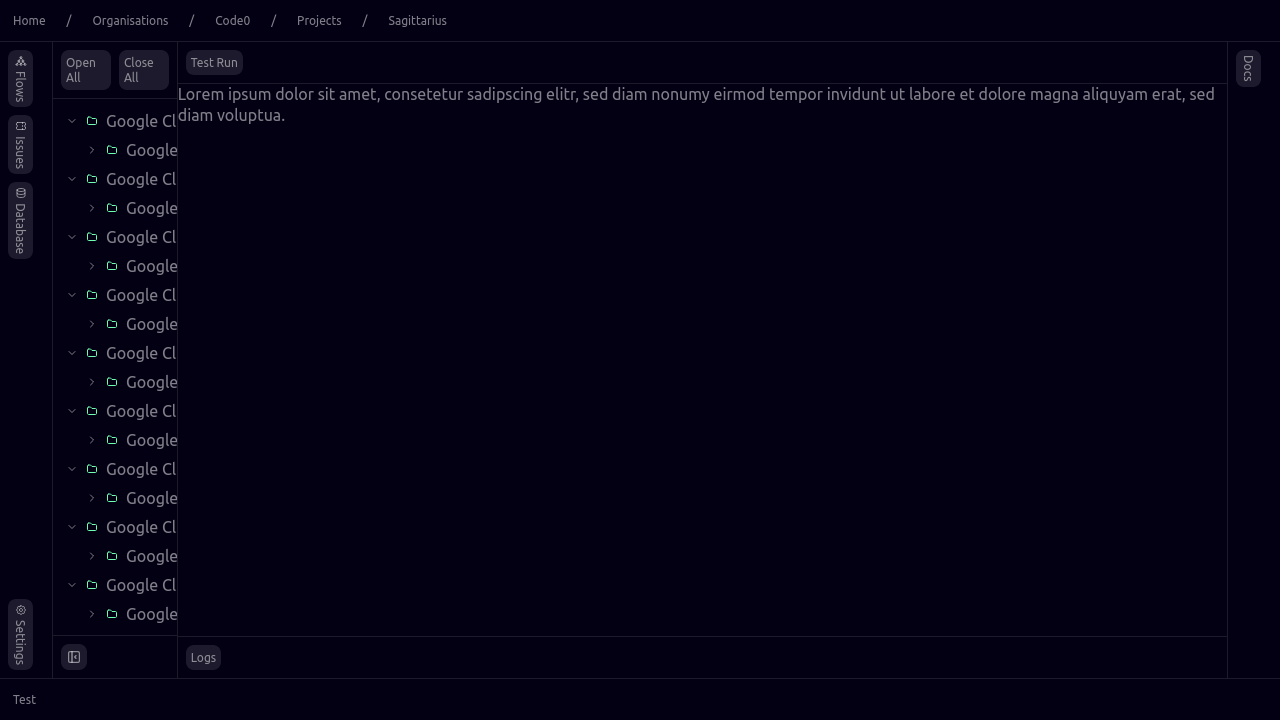 Home / Organisations / Code0 / Projects / Sagittarius
Flows
Issues
Database
Settings
Open
All
Close
All
Google Cl
Google
Google Cl
Google
Google Cl
Google
Google Cl
Google
Google Cl
Google
Google Cl
Google
Google Cl
Google
Google Cl
Google
Google Cl
Google
Test Run
Lorem ipsum dolor sit amet, consetetur sadipscing elitr, sed diam nonumy eirmod tempor invidunt ut labore et dolore magna aliquyam erat, sed
diam voluptua.
Logs
Docs
Test